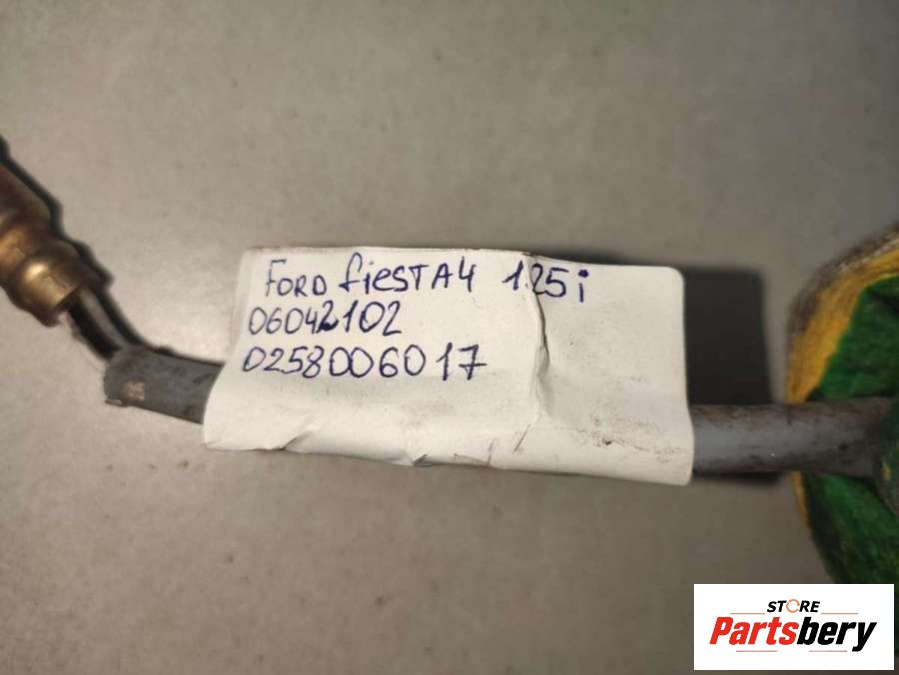 FORD fiESTA4 1.25i
06042102
0258006017
STORE
Partsbery